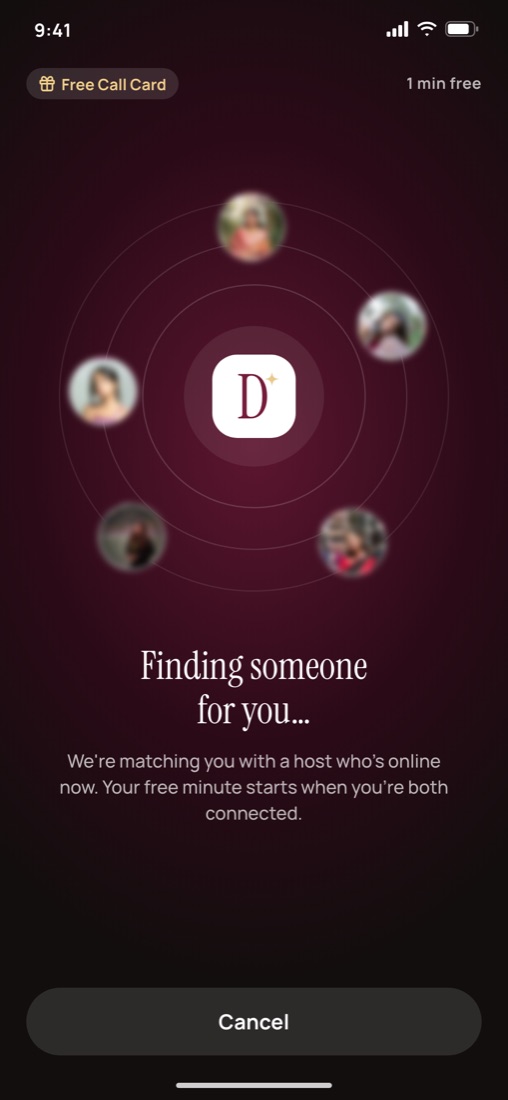 9:41
Free Call Card
1 min free
D
Finding someone
for you...
We're matching you with a host who's online
now. Your free minute starts when you're both
connected.
Cancel